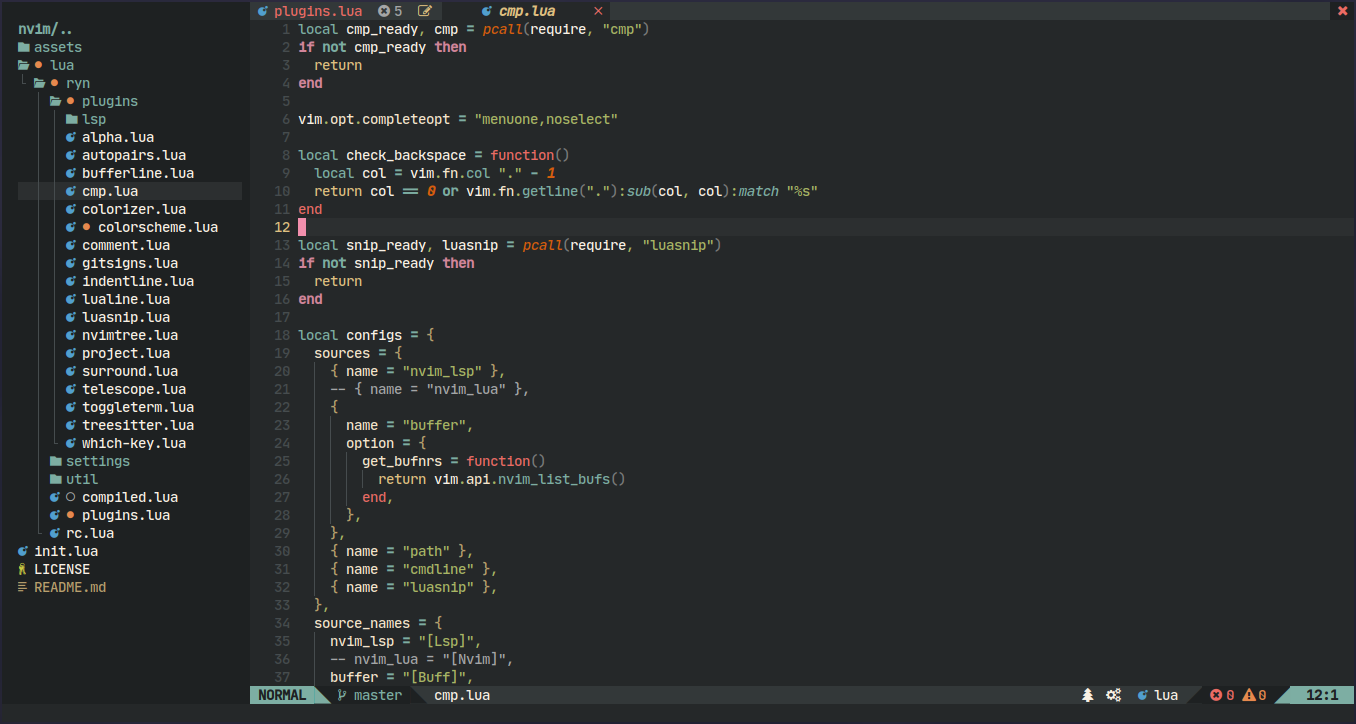 plugins.lua 5 cmp.lua
nvim/..
assets
lua
ryn
plugins
lsp
alpha.lua
autopairs.lua
bufferline.lua
cmp.lua
colorizer.lua
colorscheme.lua
comment.lua
gitsigns.lua
indentline.lua
lualine.lua
luasnip.lua
nvimtree.lua
project.lua
surround.lua
telescope.lua
toggleterm.lua
treesitter.lua
which-key.lua
settings
util
compiled.lua
plugins.lua
rc.lua
init.lua
LICENSE
README.md
1 local cmp_ready, cmp = pcall(require, "cmp")
2 if not cmp_ready then
3   return
4 end
5
6 vim.opt.completeopt = "menuone,noselect"
7
8 local check_backspace = function()
9   local col = vim.fn.col "." - 1
10   return col == 0 or vim.fn.getline("."):sub(col, col):match "%s"
11 end
12
13 local snip_ready, luasnip = pcall(require, "luasnip")
14 if not snip_ready then
15   return
16 end
17
18 local configs = {
19   sources = {
20     { name = "nvim_lsp" },
21     -- { name = "nvim_lua" },
22     {
23       name = "buffer",
24       option = {
25         get_bufnrs = function()
26           return vim.api.nvim_list_bufs()
27         end,
28       },
29     },
30     { name = "path" },
31     { name = "cmdline" },
32     { name = "luasnip" },
33   },
34   source_names = {
35     nvim_lsp = "[Lsp]",
36     -- nvim_lua = "[Nvim]",
37     buffer = "[Buff]",
NORMAL master cmp.lua lua 0 0 12:1